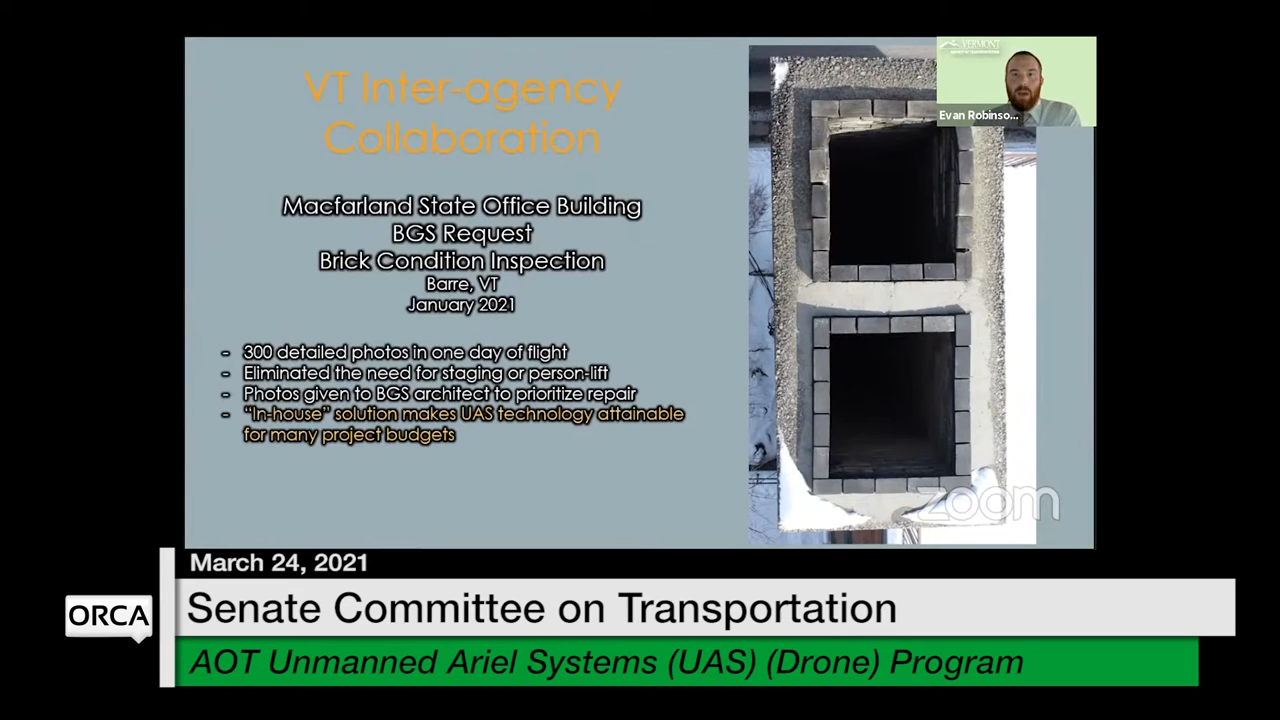 VT Inter-agency
Collaboration
Macfarland State Office Building
BGS Request
Brick Condition Inspection
Barre, VT
January 2021
- 300 detailed photos in one day of flight
- Eliminated the need for staging or person-lift
- Photos given to BGS architect to prioritize repair
- "In-house" solution makes UAS technology attainable
for many project budgets
VERMONT
Evan Robinso...
zoom
March 24, 2021
ORCA
Senate Committee on Transportation
AOT Unmanned Ariel Systems (UAS) (Drone) Program